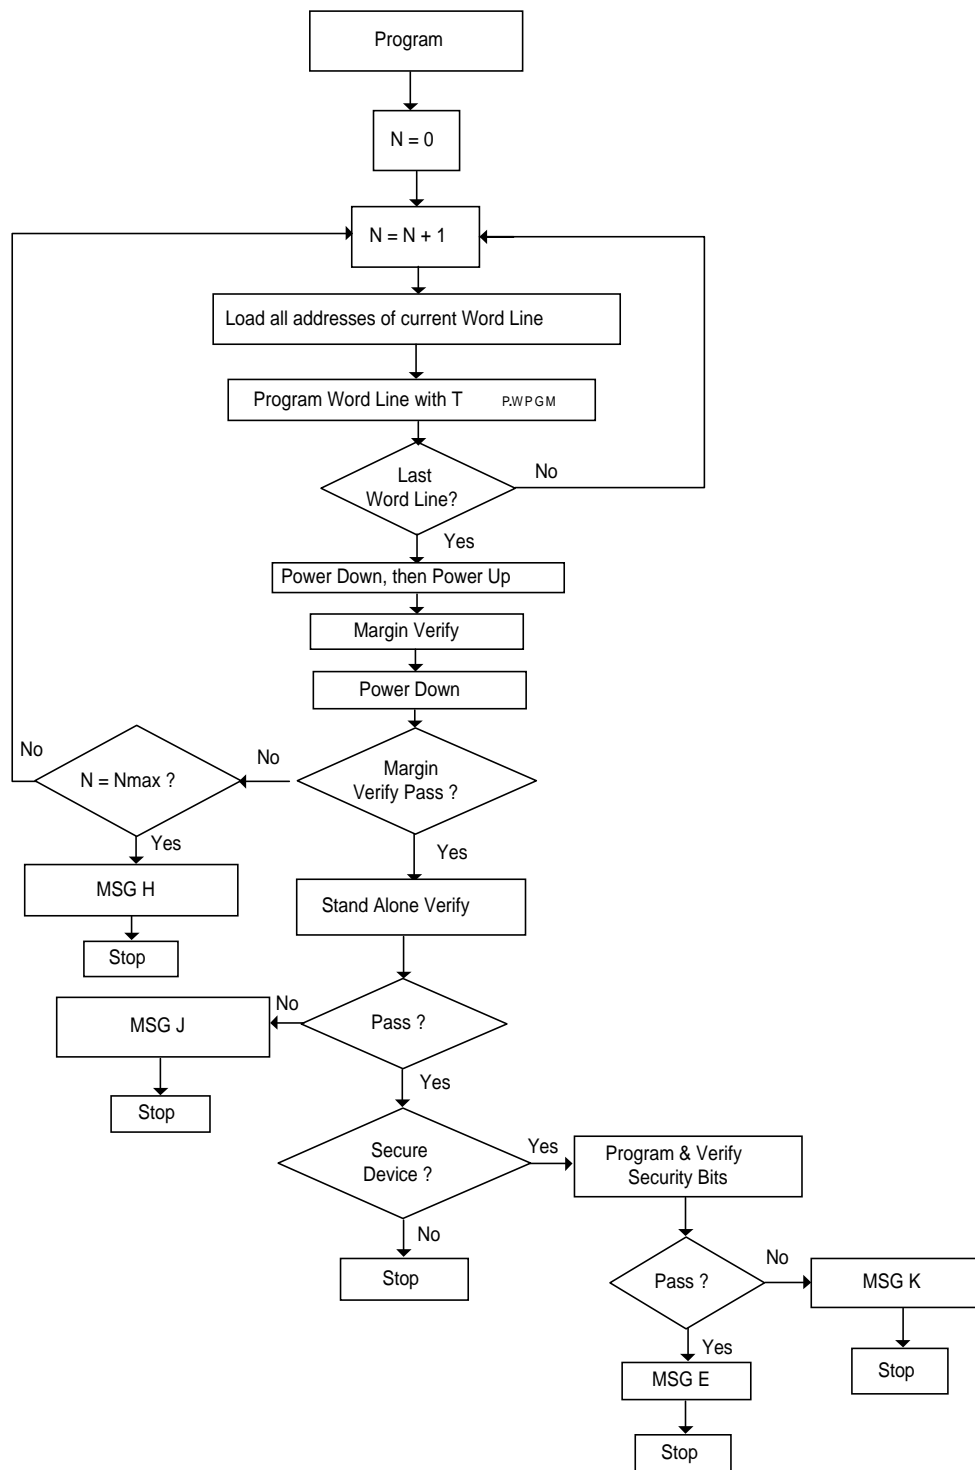 Program
N = 0
N = N + 1
Load all addresses of current Word Line
Program Word Line with T P.WPGM
Last
Word Line?
No
Yes
Power Down, then Power Up
Margin Verify
Power Down
No
N = Nmax ?
No
Margin
Verify Pass ?
Yes
Yes
MSG H
Stand Alone Verify
Stop
No
MSG J
Pass ?
Yes
Stop
Secure
Device ?
Yes
Program & Verify
Security Bits
No
Stop
Pass ?
No
MSG K
Yes
MSG E
Stop
Stop